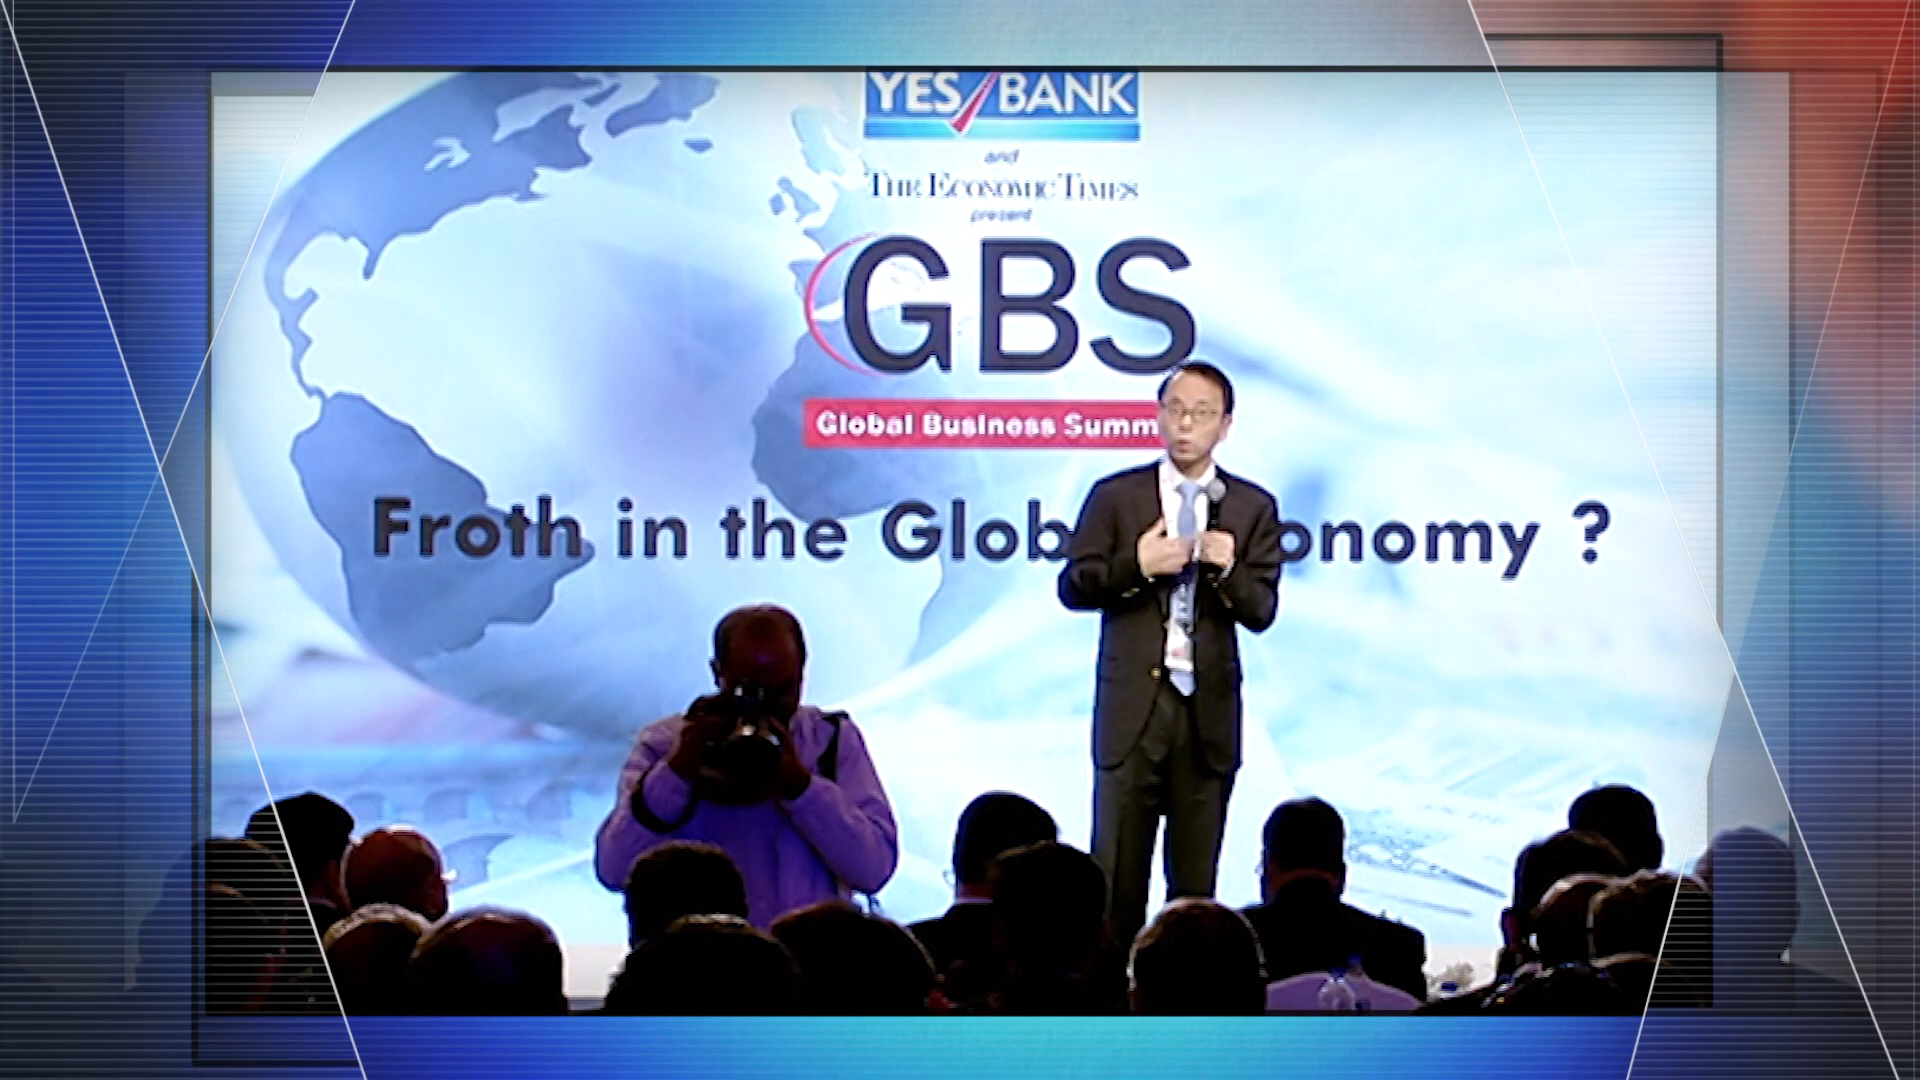 YES BANK
and
THE ECONOMIC TIMES
present
GBS
Global Business Summ
Froth in the Glob onomy ?